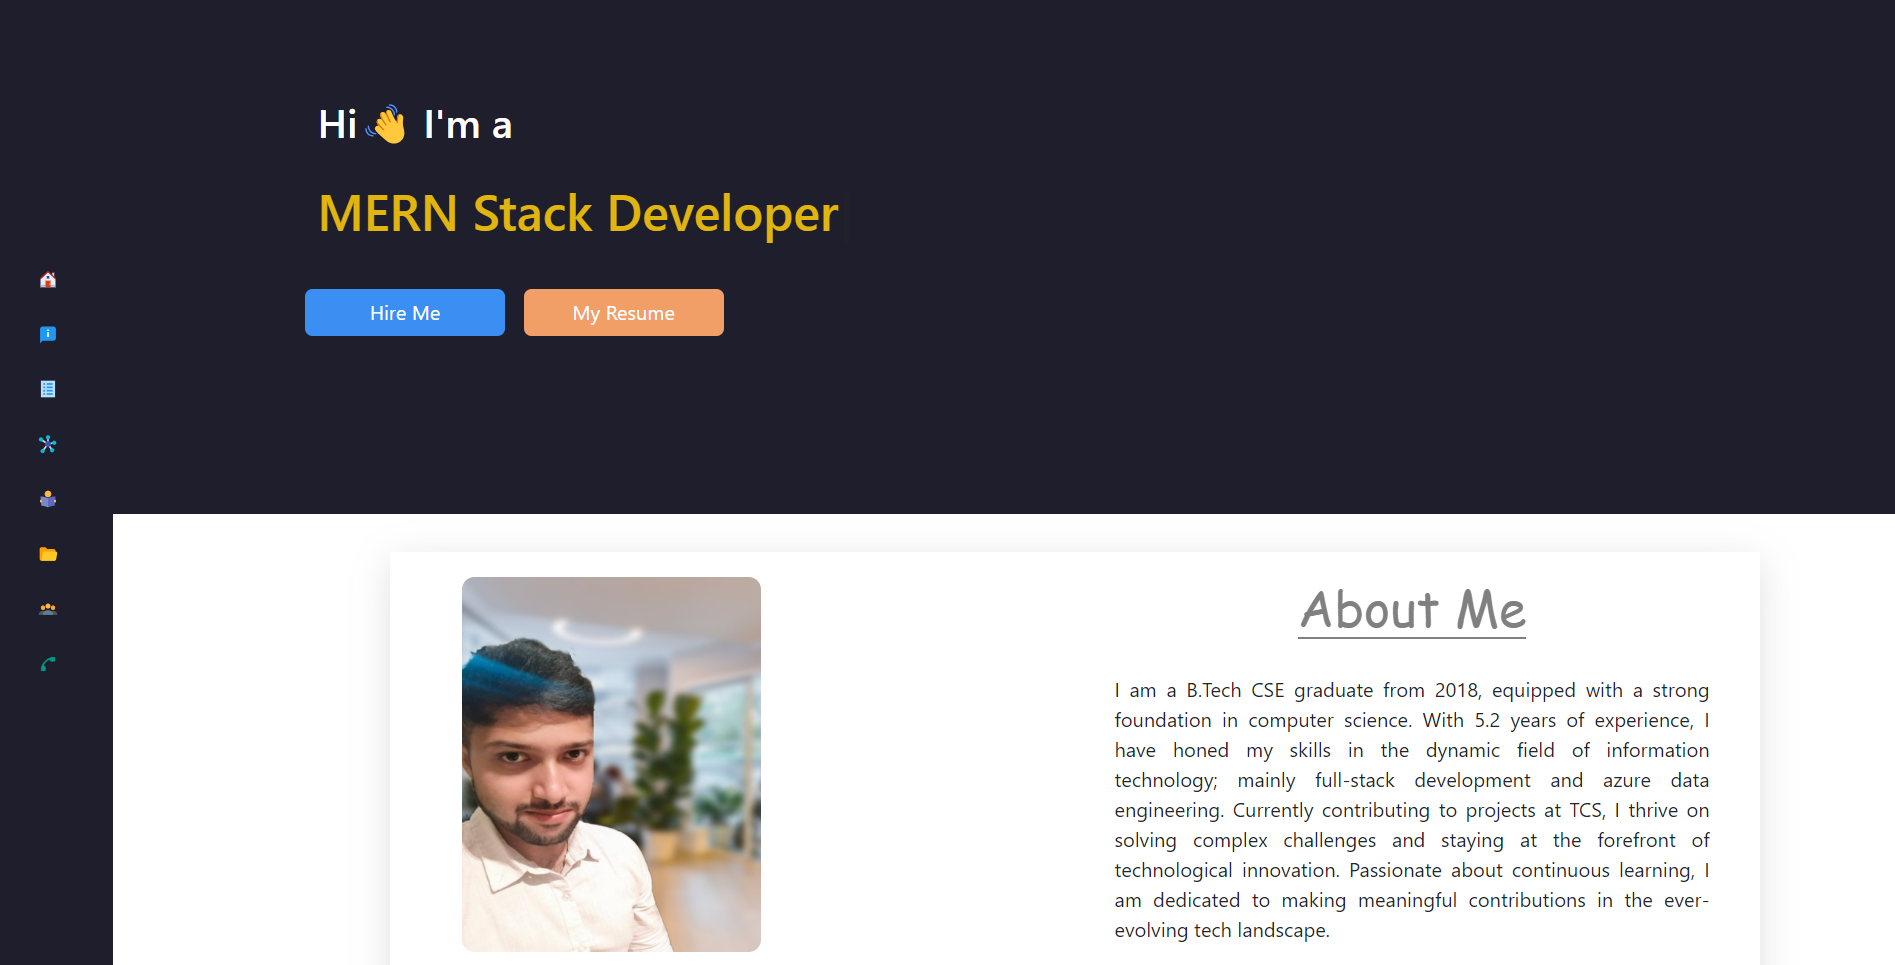 Hi 👋 I'm a
MERN Stack Developer
Hire Me
My Resume
About Me
I am a B.Tech CSE graduate from 2018, equipped with a strong
foundation in computer science. With 5.2 years of experience, I
have honed my skills in the dynamic field of information
technology; mainly full-stack development and azure data
engineering. Currently contributing to projects at TCS, I thrive on
solving complex challenges and staying at the forefront of
technological innovation. Passionate about continuous learning, I
am dedicated to making meaningful contributions in the ever-
evolving tech landscape.